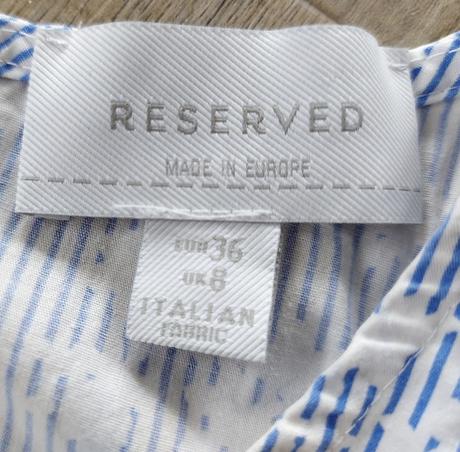 RESERVED
MADE IN EUROPE
EUR 36
UK 8
ITALIAN
FABRIC